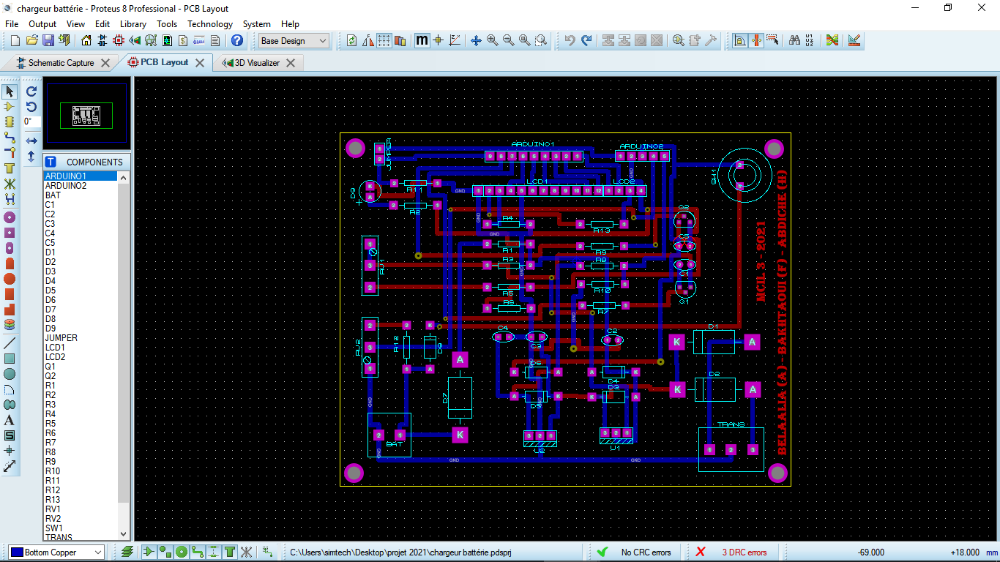 chargeur battérie - Proteus 8 Professional - PCB Layout
File Output View Edit Library Tools Technology System Help
Base Design
Schematic Capture PCB Layout 3D Visualizer
0°
T COMPONENTS
ARDUINO1
ARDUINO2
BAT
C1
C2
C3
C4
C5
D1
D2
D3
D4
D5
D6
D7
D8
D9
JUMPER
LCD1
LCD2
Q1
Q2
R1
R2
R3
R4
R5
R6
R7
R8
R9
R10
R11
R12
R13
RV1
RV2
SW1
TRANS
JUMPER
ARDUINO1
ARDUINO2
SW1
LCD1
LCD2
GND
D9
R11
R2
R4
R13
R1
R9
R3
R8
R5
R10
R6
R7
RV1
RV2
R12
D8
C4
C3
C2
C1
Q1
D1
D2
D4
D3
D7
BAT
U2
U1
TRANS
GND
GND
MCIL 3 - 2021
BELAALIA (A) - BAKHTAOUI (F) - ABDICHE (H)
Bottom Copper
C:\Users\simtech\Desktop\projet 2021\chargeur battérie.pdsprj
No CRC errors
3 DRC errors
-69.000
+18.000 mm